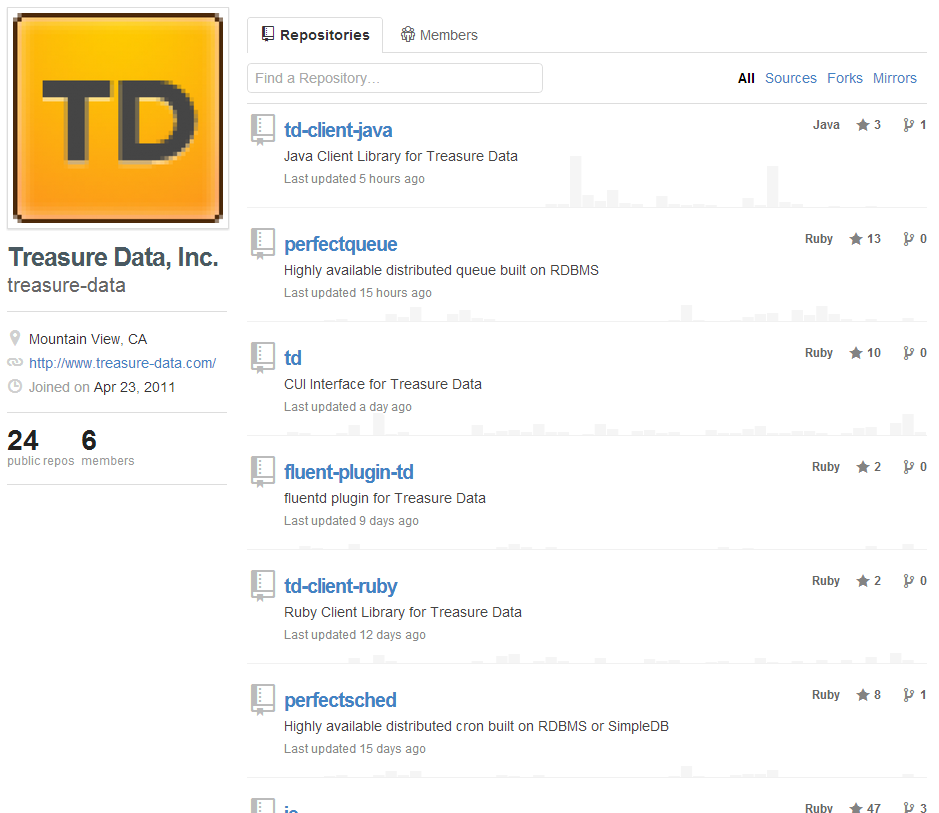 TD
Treasure Data, Inc.
treasure-data
Mountain View, CA
http://www.treasure-data.com/
Joined on Apr 23, 2011
24 6
public repos members
Repositories Members
Find a Repository…
All Sources Forks Mirrors
td-client-java Java 3 1
Java Client Library for Treasure Data
Last updated 5 hours ago
perfectqueue Ruby 13 0
Highly available distributed queue built on RDBMS
Last updated 15 hours ago
td Ruby 10 0
CUI Interface for Treasure Data
Last updated a day ago
fluent-plugin-td Ruby 2 0
fluentd plugin for Treasure Data
Last updated 9 days ago
td-client-ruby Ruby 2 0
Ruby Client Library for Treasure Data
Last updated 12 days ago
perfectsched Ruby 8 1
Highly available distributed cron built on RDBMS or SimpleDB
Last updated 15 days ago
Ruby 47 3